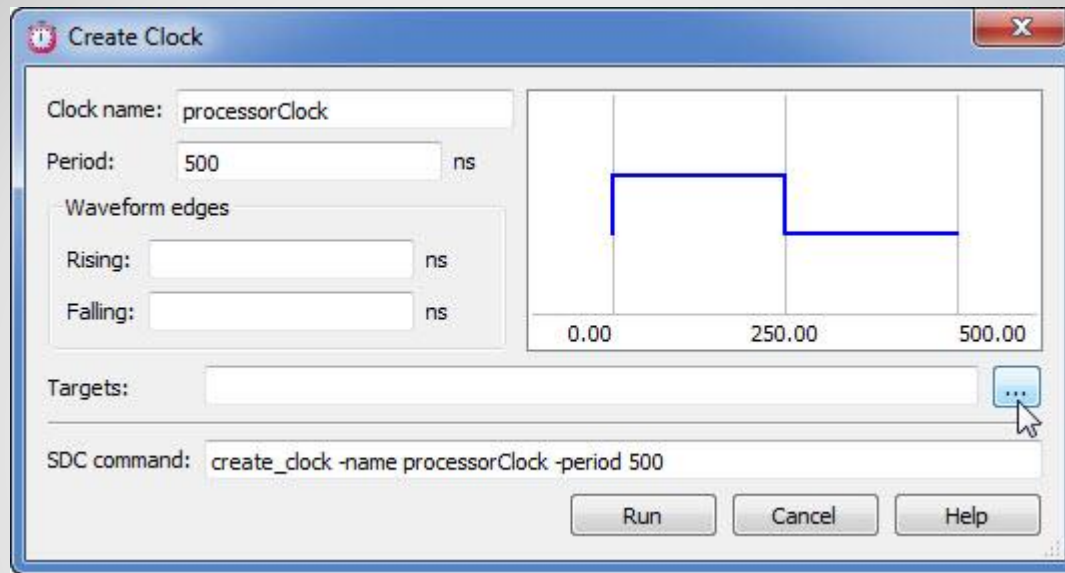 Create Clock
Clock name: processorClock
Period: 500 ns
Waveform edges
Rising: ns
Falling: ns
0.00 250.00 500.00
Targets: ...
SDC command: create_clock -name processorClock -period 500
Run Cancel Help